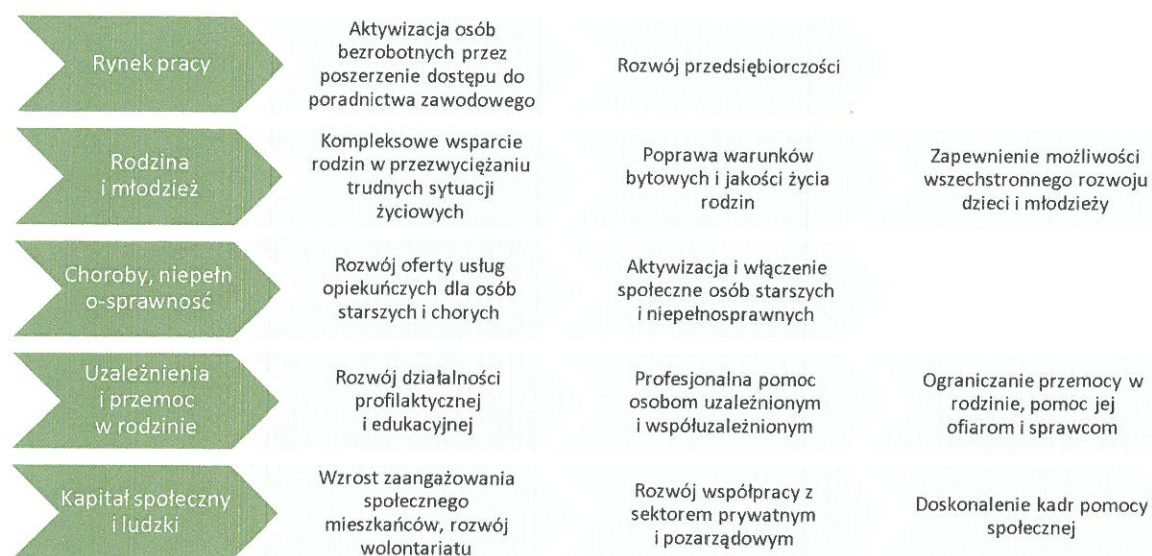 Rynek pracy
Aktywizacja osób
bezrobotnych przez
poszerzenie dostępu do
poradnictwa zawodowego
Rozwój przedsiębiorczości
Rodzina
i młodzież
Kompleksowe wsparcie
rodzin w przezwyciężaniu
trudnych sytuacji
życiowych
Poprawa warunków
bytowych i jakości życia
rodzin
Zapewnienie możliwości
wszechstronnego rozwoju
dzieci i młodzieży
Choroby, niepełn
o-sprawność
Rozwój oferty usług
opiekuńczych dla osób
starszych i chorych
Aktywizacja i włączenie
społeczne osób starszych
i niepełnosprawnych
Uzależnienia
i przemoc
w rodzinie
Rozwój działalności
profilaktycznej
i edukacyjnej
Profesjonalna pomoc
osobom uzależnionym
i współuzależnionym
Ograniczanie przemocy w
rodzinie, pomoc jej
ofiarom i sprawcom
Kapitał społeczny
i ludzki
Wzrost zaangażowania
społecznego
mieszkańców, rozwój
wolontariatu
Rozwój współpracy z
sektorem prywatnym
i pozarządowym
Doskonalenie kadr pomocy
społecznej